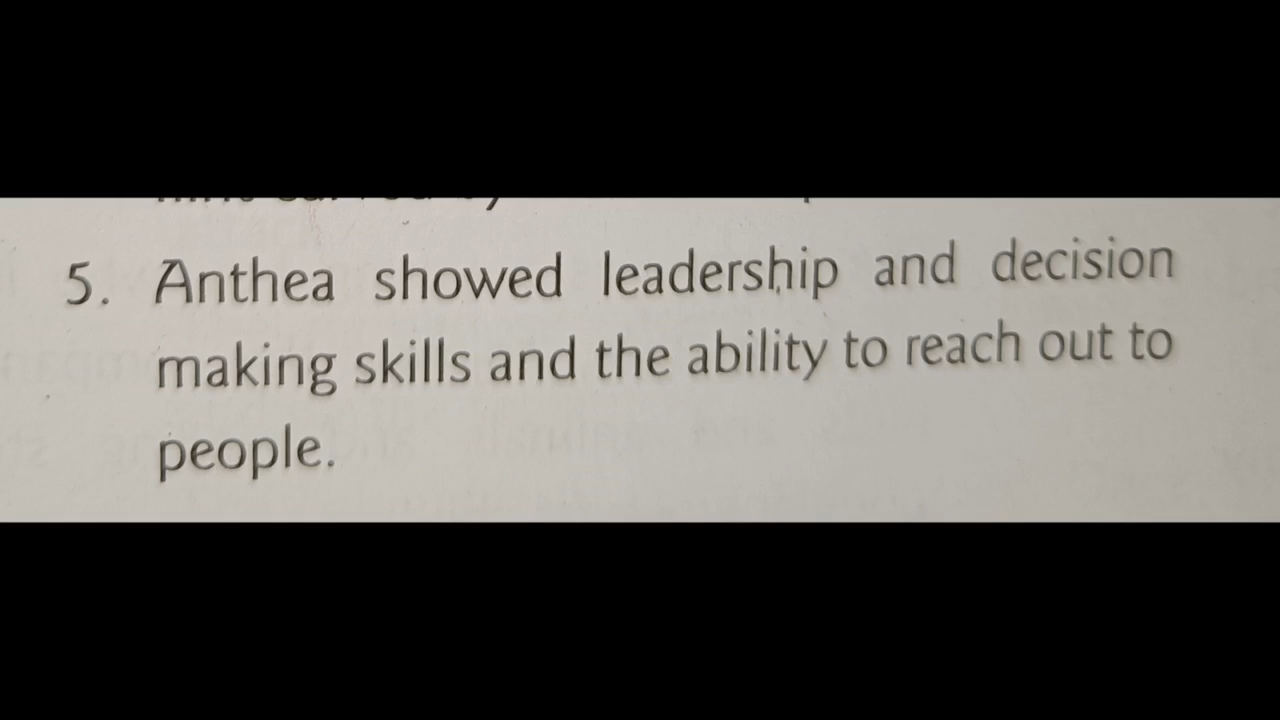 5. Anthea showed leadership and decision
making skills and the ability to reach out to
people.